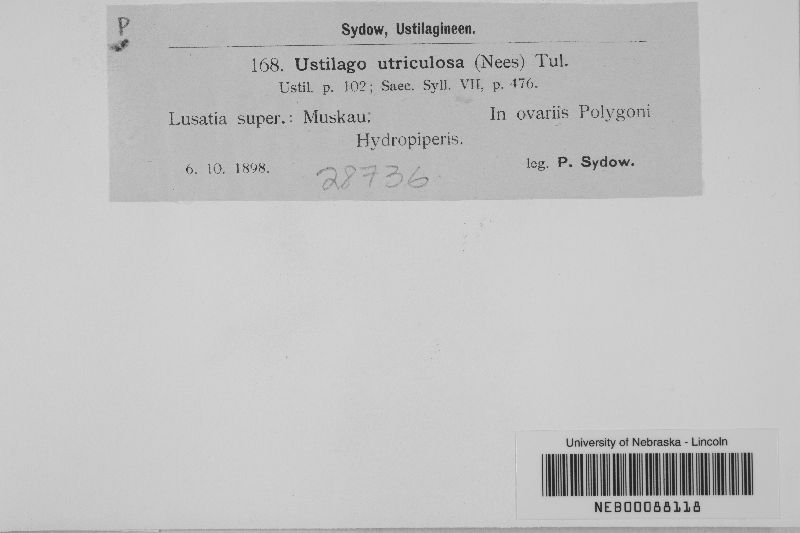 P
Sydow, Ustilagineen.
168. Ustilago utriculosa (Nees) Tul.
Ustil. p. 102; Sacc. Syll. VII, p. 476.
Lusatia super.: Muskau; In ovariis Polygoni
Hydropiperis.
6. 10. 1898. 28736 leg. P. Sydow.
University of Nebraska - Lincoln
NEB00088118